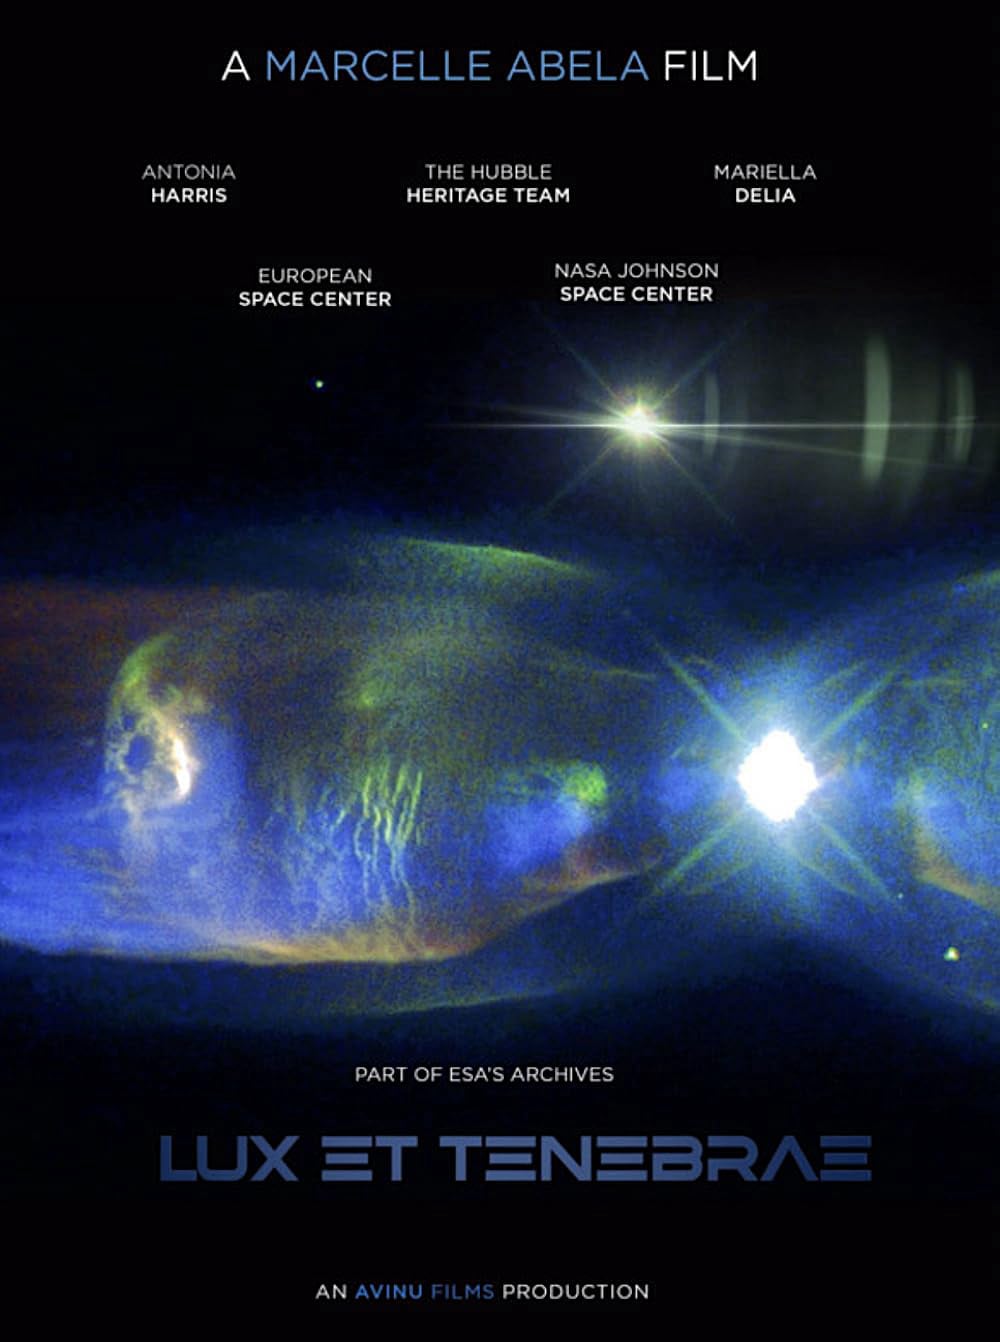 A MARCELLE ABELA FILM
ANTONIA
HARRIS
THE HUBBLE
HERITAGE TEAM
MARIELLA
DELIA
EUROPEAN
SPACE CENTER
NASA JOHNSON
SPACE CENTER
PART OF ESA'S ARCHIVES
LUX ET TENEBRAE
AN AVINU FILMS PRODUCTION